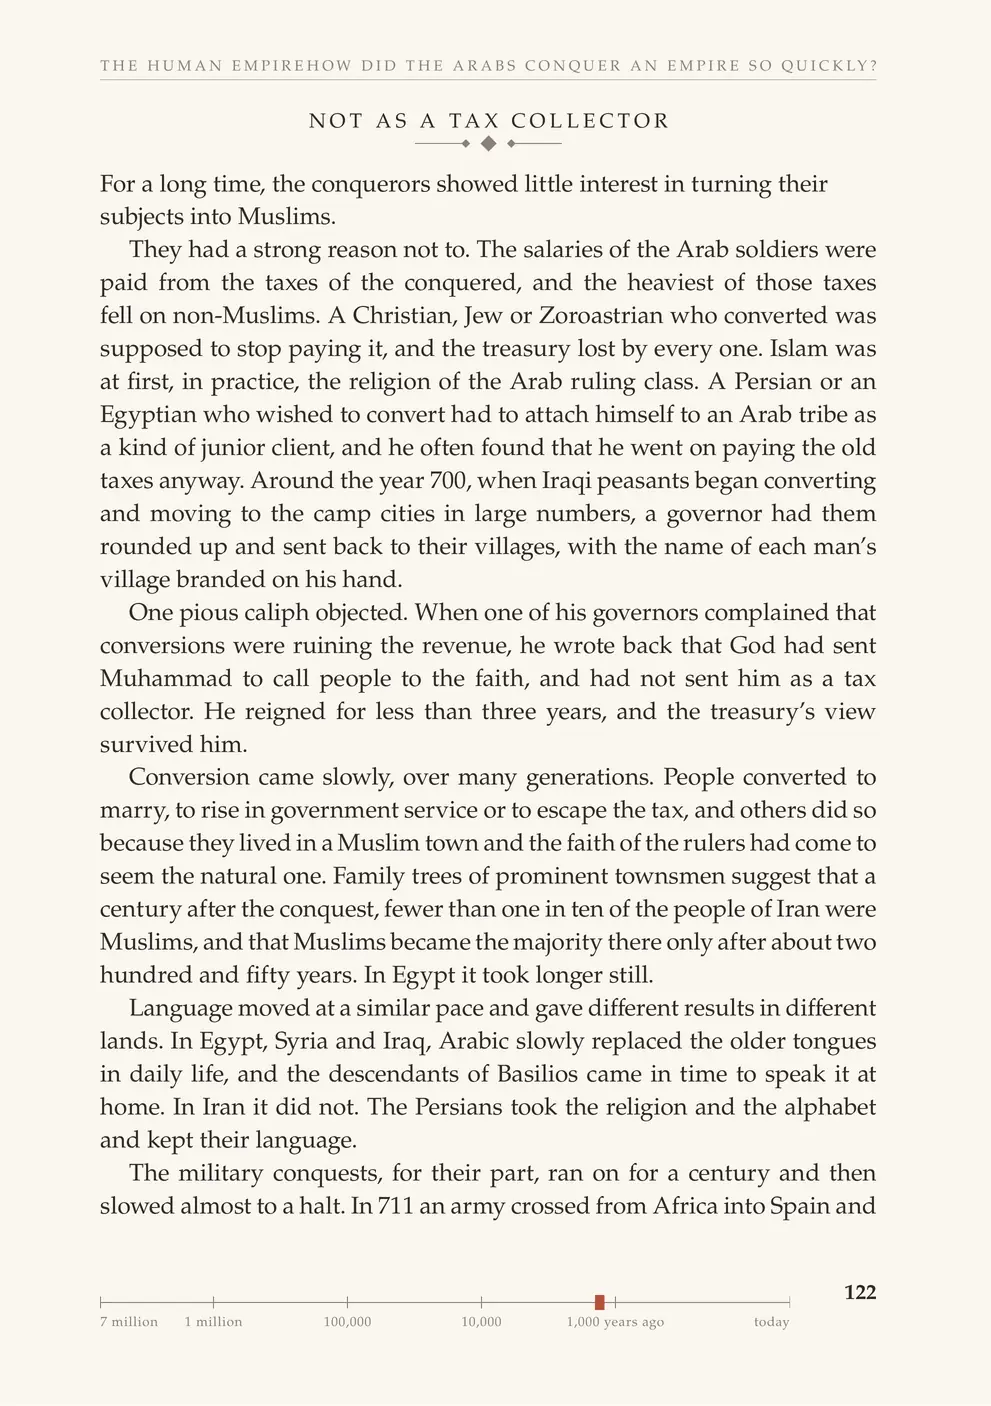 THE HUMAN EMPIREHOW DID THE ARABS CONQUER AN EMPIRE SO QUICKLY?
NOT AS A TAX COLLECTOR
For a long time, the conquerors showed little interest in turning their
subjects into Muslims.
They had a strong reason not to. The salaries of the Arab soldiers were
paid from the taxes of the conquered, and the heaviest of those taxes
fell on non-Muslims. A Christian, Jew or Zoroastrian who converted was
supposed to stop paying it, and the treasury lost by every one. Islam was
at first, in practice, the religion of the Arab ruling class. A Persian or an
Egyptian who wished to convert had to attach himself to an Arab tribe as
a kind of junior client, and he often found that he went on paying the old
taxes anyway. Around the year 700, when Iraqi peasants began converting
and moving to the camp cities in large numbers, a governor had them
rounded up and sent back to their villages, with the name of each man’s
village branded on his hand.
One pious caliph objected. When one of his governors complained that
conversions were ruining the revenue, he wrote back that God had sent
Muhammad to call people to the faith, and had not sent him as a tax
collector. He reigned for less than three years, and the treasury’s view
survived him.
Conversion came slowly, over many generations. People converted to
marry, to rise in government service or to escape the tax, and others did so
because they lived in a Muslim town and the faith of the rulers had come to
seem the natural one. Family trees of prominent townsmen suggest that a
century after the conquest, fewer than one in ten of the people of Iran were
Muslims, and that Muslims became the majority there only after about two
hundred and fifty years. In Egypt it took longer still.
Language moved at a similar pace and gave different results in different
lands. In Egypt, Syria and Iraq, Arabic slowly replaced the older tongues
in daily life, and the descendants of Basilios came in time to speak it at
home. In Iran it did not. The Persians took the religion and the alphabet
and kept their language.
The military conquests, for their part, ran on for a century and then
slowed almost to a halt. In 711 an army crossed from Africa into Spain and
122
7 million 1 million 100,000 10,000 1,000 years ago today